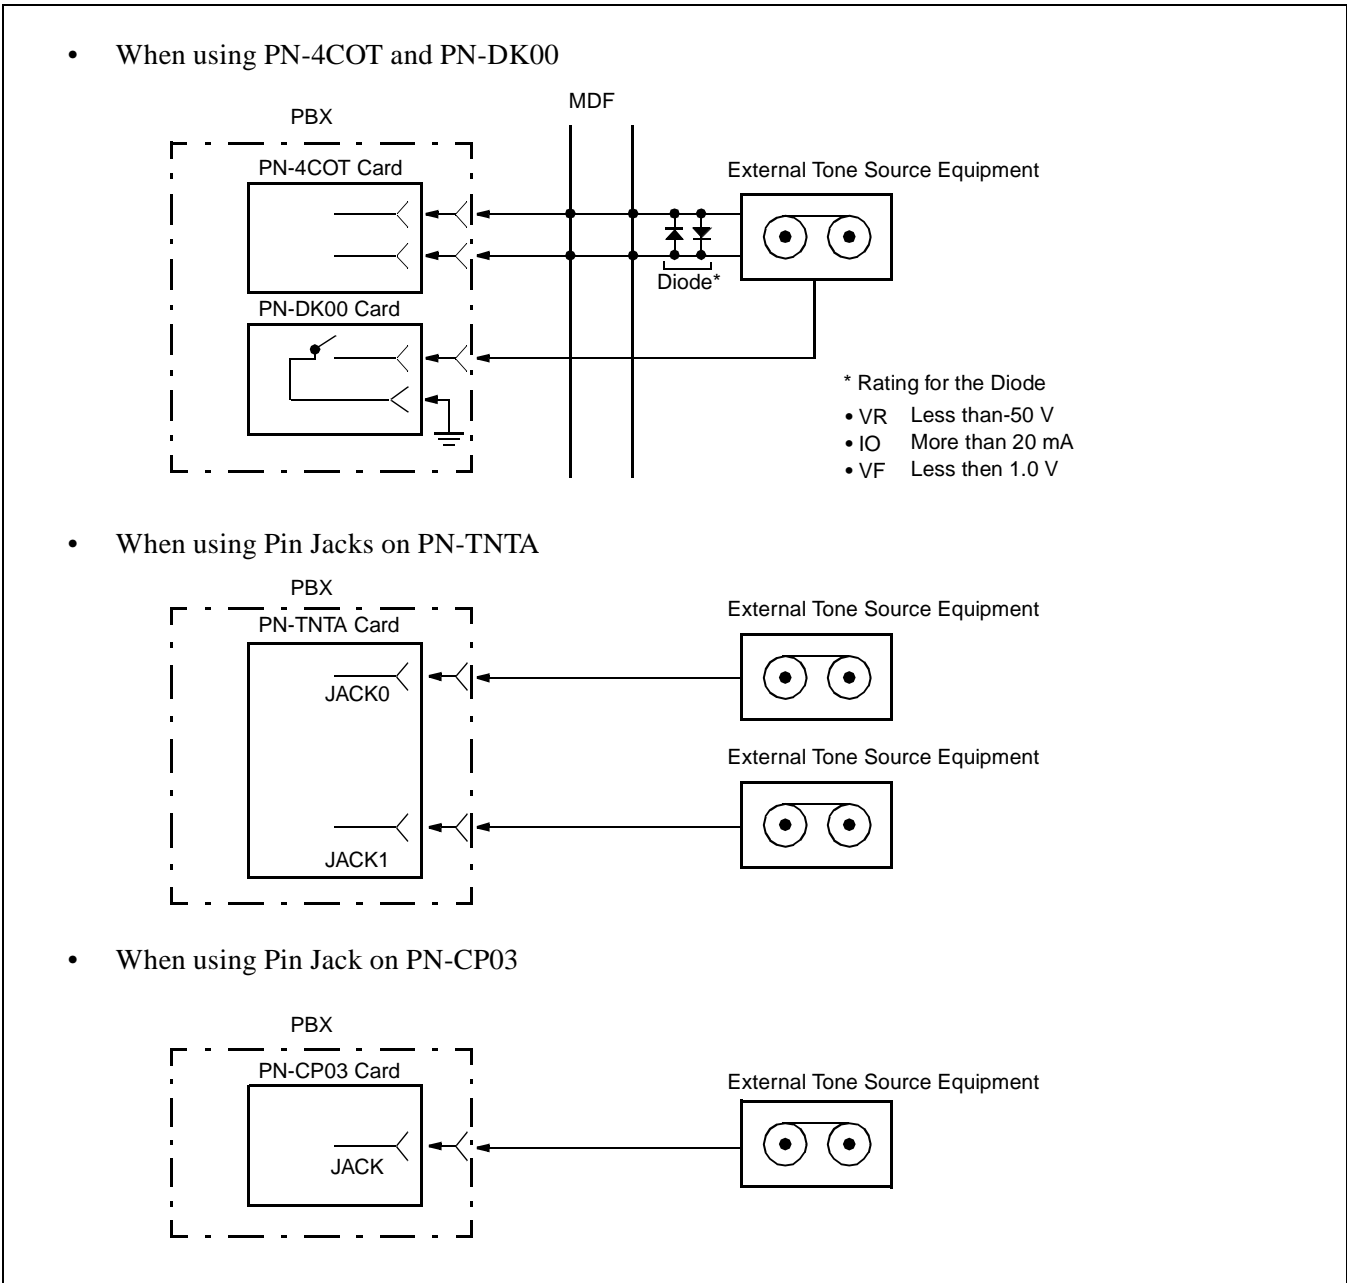 • When using PN-4COT and PN-DK00
MDF
PBX
PN-4COT Card
External Tone Source Equipment
Diode*
PN-DK00 Card
* Rating for the Diode
• VR Less than-50 V
• IO More than 20 mA
• VF Less then 1.0 V
• When using Pin Jacks on PN-TNTA
PBX
PN-TNTA Card
External Tone Source Equipment
JACK0
External Tone Source Equipment
JACK1
• When using Pin Jack on PN-CP03
PBX
PN-CP03 Card
External Tone Source Equipment
JACK